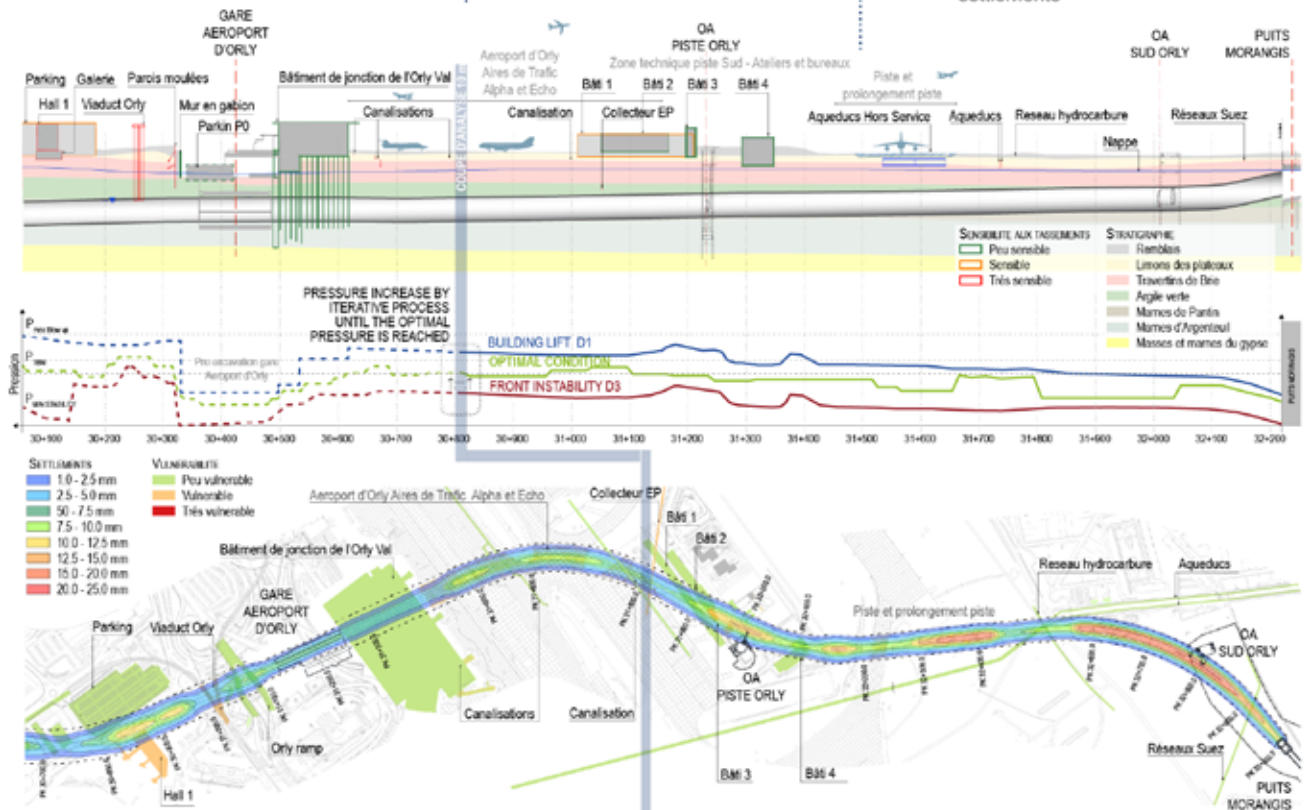 GARE
AEROPORT
D'ORLY
OA
PISTE ORLY
OA
SUD ORLY
PUITS
MORANGIS
Parking
Galerie
Parois moulées
Hall 1
Viaduct Orly
Mur en gabion
Parkin P0
Bâtiment de jonction de l'Orly Val
Canalisations
Aeroport d'Orly
Aires de Trafic
Alpha et Echo
Zone technique piste Sud - Ateliers et bureaux
Bâti 1
Bâti 2
Bâti 3
Bâti 4
Canalisation
Collecteur EP
Piste et
prolongement piste
Aqueducs Hors Service
Aqueducs
Reseau hydrocarbure
Réseaux Suez
Nappe
SENSIBILITE AUX TASSEMENTS
Peu sensible
Sensible
Trés sensible
STRATIGRAPHIE
Remblais
Limons des plateaux
Travertins de Brie
Argile verte
Marnes de Pantin
Marnes d'Argenteuil
Masses et marnes du gypse
PRESSURE INCREASE BY
ITERATIVE PROCESS
UNTIL THE OPTIMAL
PRESSURE IS REACHED
BUILDING LIFT D1
OPTIMAL CONDITION
FRONT INSTABILITY D3
Aeroport d'Orly
PUITS MORANGIS
30+100 30+200 30+300 30+400 30+500 30+600 30+700 30+800 30+900 31+000 31+100 31+200 31+300 31+400 31+500 31+600 31+700 31+800 31+900 32+000 32+100 32+200
SETTLEMENTS
1.0 - 2.5 mm
2.5 - 5.0 mm
50 - 7.5 mm
7.5 - 10.0 mm
10.0 - 12.5 mm
12.5 - 15.0 mm
15.0 - 20.0 mm
20.0 - 25.0 mm
VULNERABILITE
Peu vulnerable
Vulnerable
Trés vulnerable
Aeroport d'Orly Aires de Trafic Alpha et Echo
Collecteur EP
Bâti 1
Bâti 2
Bâtiment de jonction de l'Orly Val
GARE
AEROPORT
D'ORLY
Parking
Viaduct Orly
Reseau hydrocarbure
Aqueducs
Piste et prolongement piste
OA
SUD ORLY
OA
PISTE ORLY
Canalisations
Canalisation
Orly ramp
Hall 1
Bâti 3
Bâti 4
Réseaux Suez
PUITS
MORANGIS